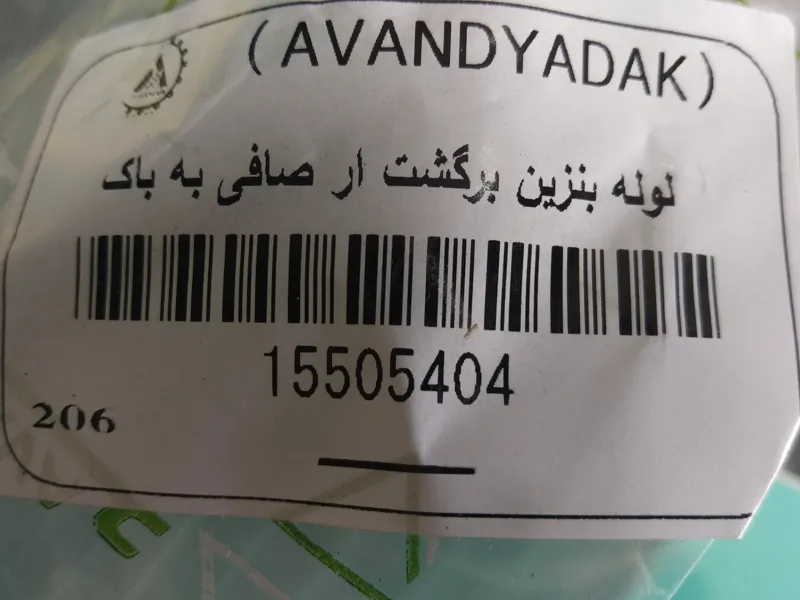 (AVANDYADAK)
لوله بنزین برگشت ار صافی به باک
15505404
206